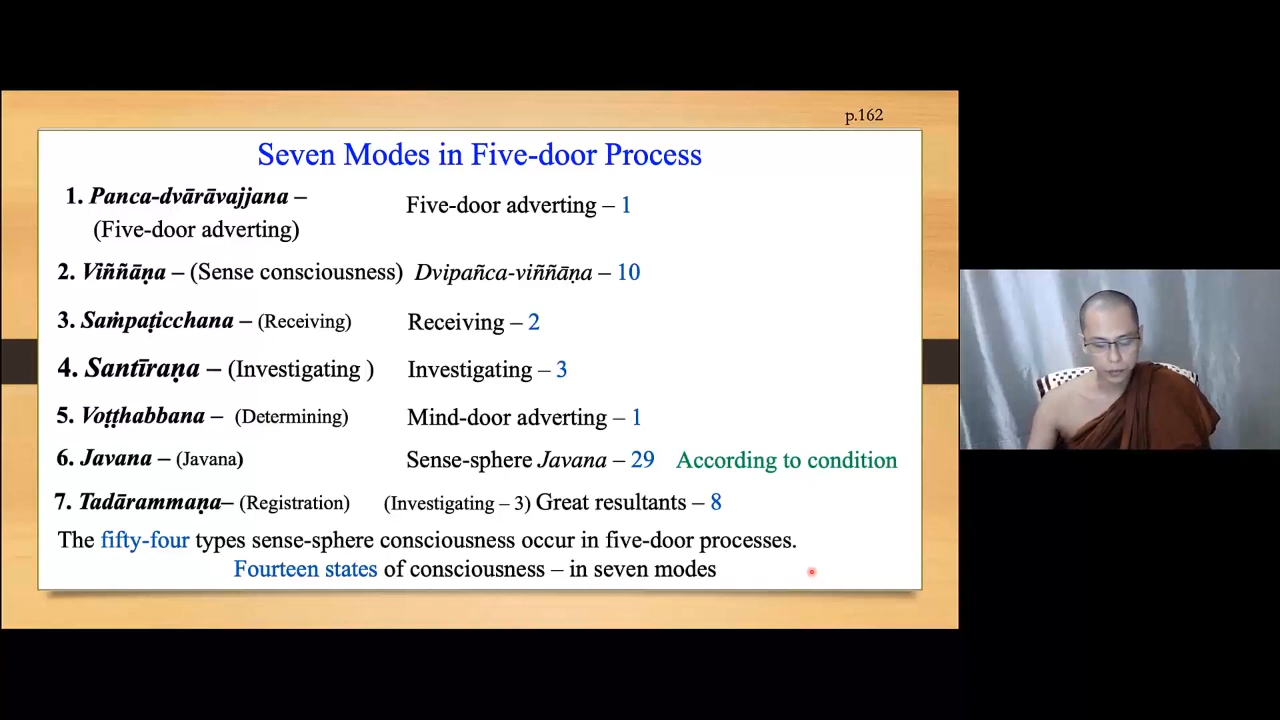 p.162
Seven Modes in Five-door Process
1. Panca-dvārāvajjana –
(Five-door adverting)
Five-door adverting – 1
2. Viññāṇa – (Sense consciousness) Dvipañca-viññāṇa – 10
3. Saṁpaṭicchana – (Receiving) Receiving – 2
4. Santīraṇa – (Investigating ) Investigating – 3
5. Voṭṭhabbana – (Determining) Mind-door adverting – 1
6. Javana – (Javana) Sense-sphere Javana – 29 According to condition
7. Tadārammaṇa– (Registration) (Investigating – 3) Great resultants – 8
The fifty-four types sense-sphere consciousness occur in five-door processes.
Fourteen states of consciousness – in seven modes